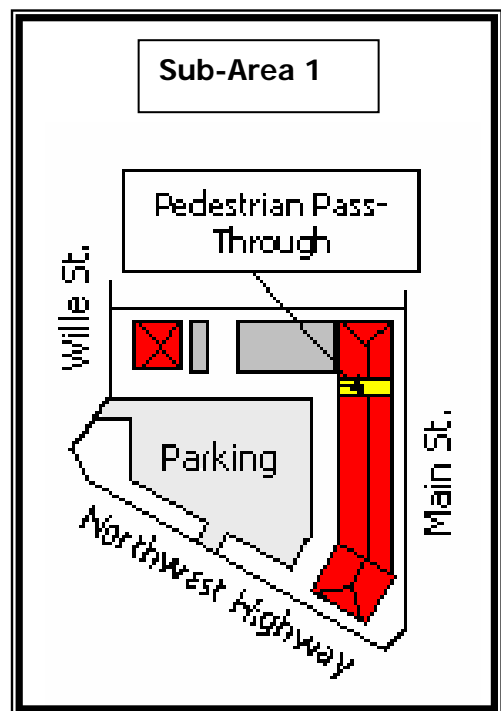 Sub-Area 1
Pedestrian Pass-
Through
Wille St.
Parking
Main St.
Northwest Highway